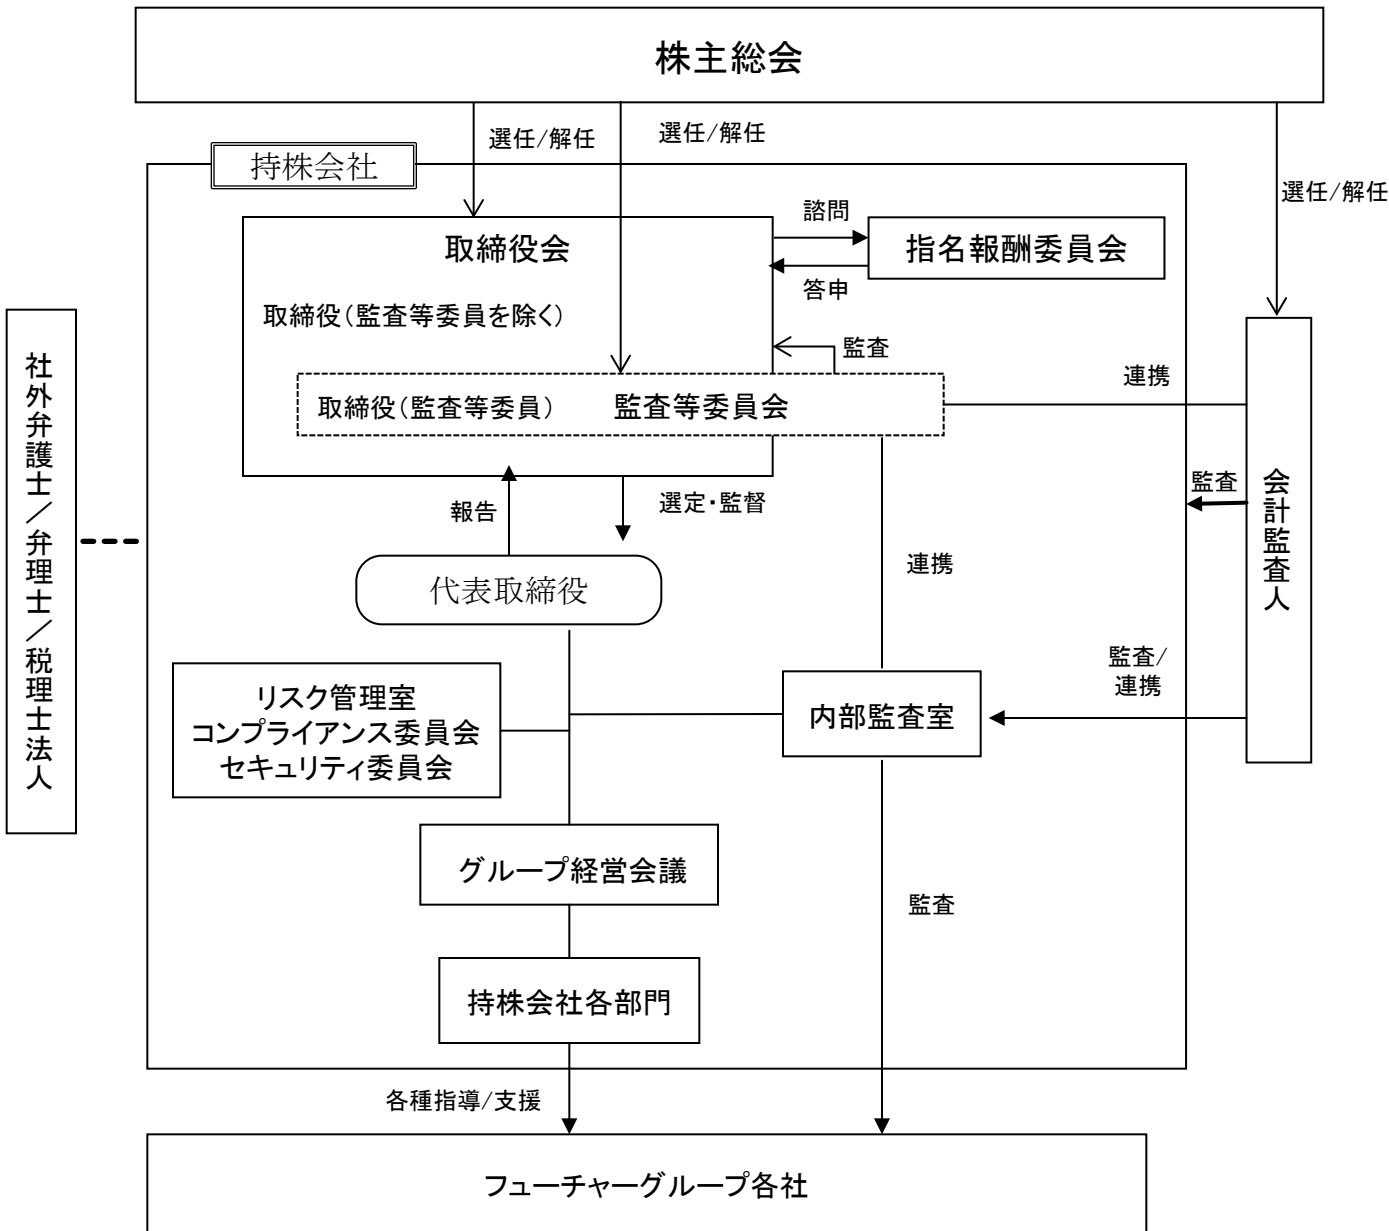 株主総会
選任/解任
選任/解任
選任/解任
持株会社
取締役会
諮問
指名報酬委員会
答申
取締役（監査等委員を除く）
監査
取締役（監査等委員）
監査等委員会
連携
社外弁護士／弁理士／税理士法人
会計監査人
監査
報告
選定・監督
連携
代表取締役
監査/
連携
リスク管理室
コンプライアンス委員会
セキュリティ委員会
内部監査室
グループ経営会議
監査
持株会社各部門
各種指導/支援
フューチャーグループ各社